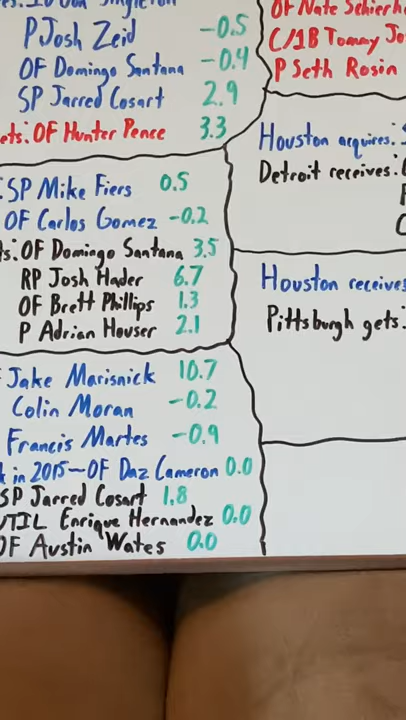 P Josh Zeid -0.5
OF Domingo Santana -0.4
SP Jarred Cosart 2.9
ets: OF Hunter Pence 3.3
SP Mike Fiers 0.5
OF Carlos Gomez -0.2
ts: OF Domingo Santana 3.5
RP Josh Hader 6.7
OF Brett Phillips 1.3
P Adrian Houser 2.1
Jake Marisnick 10.7
Colin Moran -0.2
Francis Martes -0.9
k in 2015-OF Daz Cameron 0.0
SP Jarred Cosart 1.8
UTIL Enrique Hernandez 0.0
OF Austin Wates 0.0
OF Nate Schierh
C/1B Tommy Jo
P Seth Rosin
Houston acquires:
Detroit receives:
Houston receives
Pittsburgh gets: